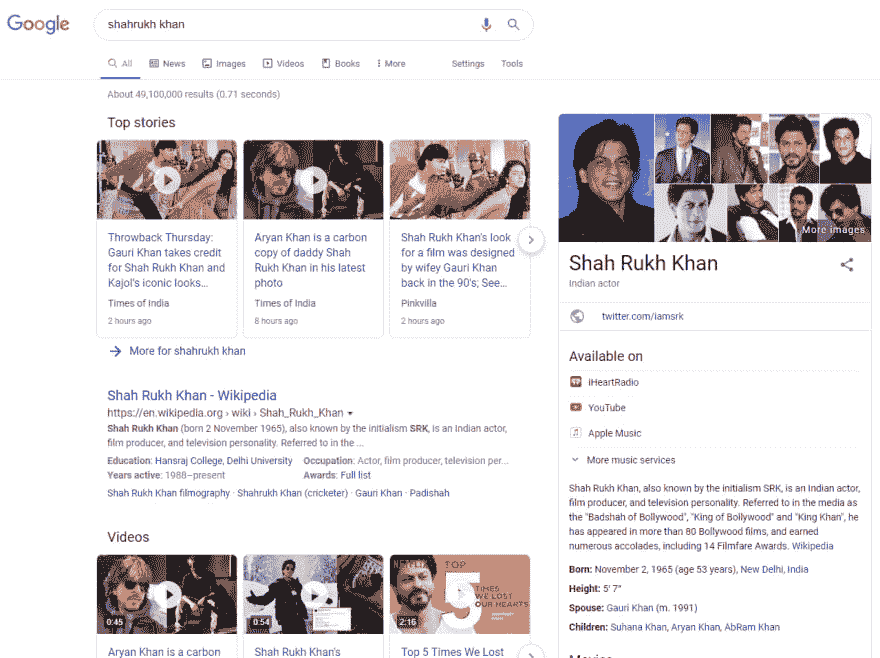 Google
shahrukh khan
All
News
Images
Videos
Books
More
Settings
Tools
About 49,100,000 results (0.71 seconds)
Top stories
Throwback Thursday:
Gauri Khan takes credit
for Shah Rukh Khan and
Kajol's iconic looks...
Times of India
2 hours ago
Aryan Khan is a carbon
copy of daddy Shah
Rukh Khan in his latest
photo
Times of India
8 hours ago
Shah Rukh Khan's look
for a film was designed
by wifey Gauri Khan
back in the 90's; See...
Pinkvilla
2 hours ago
More for shahrukh khan
Shah Rukh Khan - Wikipedia
https://en.wikipedia.org › wiki › Shah_Rukh_Khan
Shah Rukh Khan (born 2 November 1965), also known by the initialism SRK, is an Indian actor,
film producer, and television personality. Referred to in the ...
Education: Hansraj College, Delhi University
Occupation: Actor, film producer, television per...
Years active: 1988–present
Awards: Full list
Shah Rukh Khan filmography · Shahrukh Khan (cricketer) · Gauri Khan · Padishah
Videos
0:45
0:54
NETFLIX
TOP
5
TIMES
WE LOST
OUR HEARTS
2:16
Aryan Khan is a carbon
Shah Rukh Khan's
Top 5 Times We Lost
More images
Shah Rukh Khan
Indian actor
twitter.com/iamsrk
Available on
iHeartRadio
YouTube
Apple Music
More music services
Shah Rukh Khan, also known by the initialism SRK, is an Indian actor,
film producer, and television personality. Referred to in the media as
the "Badshah of Bollywood", "King of Bollywood" and "King Khan", he
has appeared in more than 80 Bollywood films, and earned
numerous accolades, including 14 Filmfare Awards. Wikipedia
Born: November 2, 1965 (age 53 years), New Delhi, India
Height: 5' 7"
Spouse: Gauri Khan (m. 1991)
Children: Suhana Khan, Aryan Khan, AbRam Khan